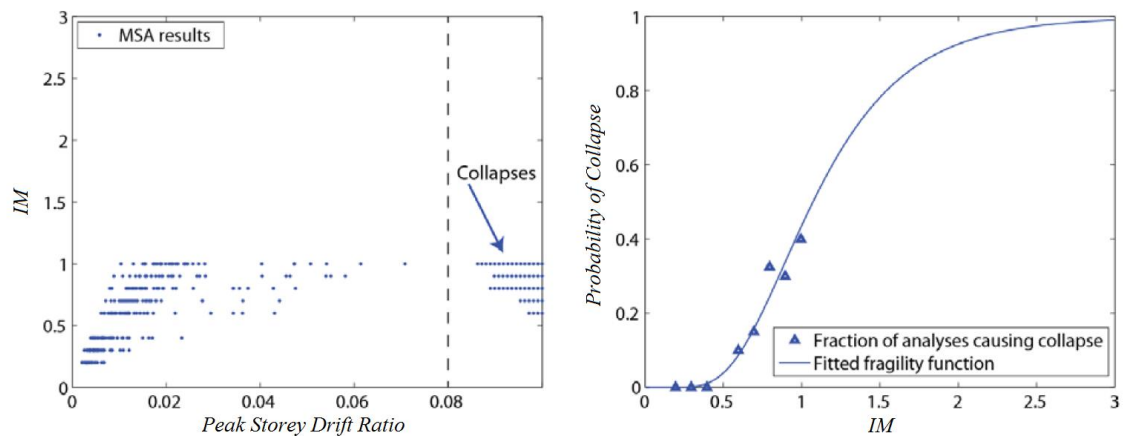 3
2.5
2
1.5
1
0.5
0
IM
MSA results
Collapses
0 0.02 0.04 0.06 0.08
Peak Storey Drift Ratio
1
0.8
0.6
0.4
0.2
0
Probability of Collapse
Fraction of analyses causing collapse
Fitted fragility function
0 0.5 1 1.5 2 2.5 3
IM